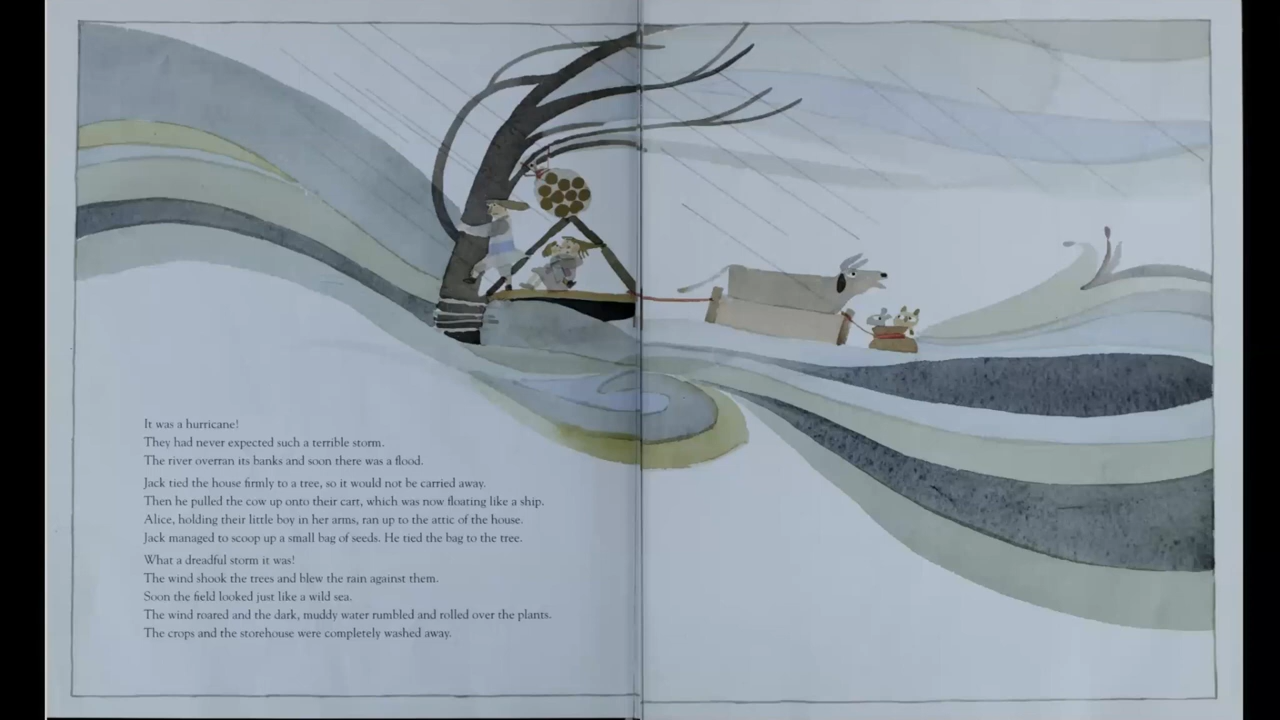 It was a hurricane!
They had never expected such a terrible storm.
The river overran its banks and soon there was a flood.
Jack tied the house firmly to a tree, so it would not be carried away.
Then he pulled the cow up onto their cart, which was now floating like a ship.
Alice, holding their little boy in her arms, ran up to the attic of the house.
Jack managed to scoop up a small bag of seeds. He tied the bag to the tree.
What a dreadful storm it was!
The wind shook the trees and blew the rain against them.
Soon the field looked just like a wild sea.
The wind roared and the dark, muddy water rumbled and rolled over the plants.
The crops and the storehouse were completely washed away.